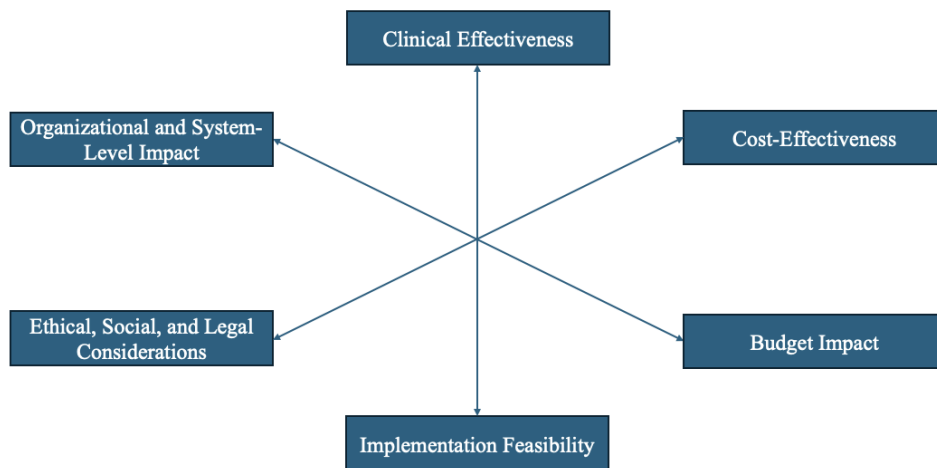 Clinical Effectiveness
Organizational and System-
Level Impact
Cost-Effectiveness
Ethical, Social, and Legal
Considerations
Budget Impact
Implementation Feasibility